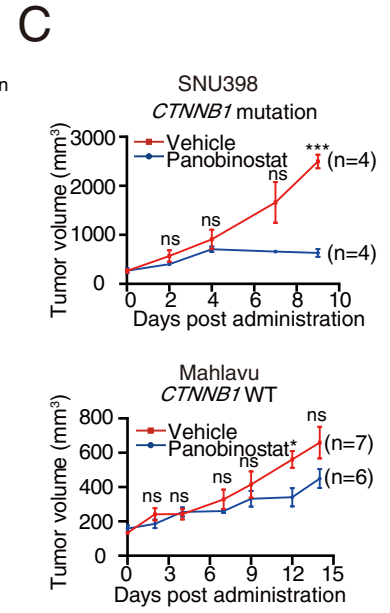 C
n
SNU398
CTNNB1 mutation
Tumor volume (mm³)
3000
2000
1000
0
Vehicle
Panobinostat
ns
ns
ns
***
(n=4)
(n=4)
0 2 4 6 8 10
Days post administration
Mahlavu
CTNNB1 WT
Tumor volume (mm³)
800
600
400
200
0
Vehicle
Panobinostat
ns
ns
ns
ns
*
ns
(n=7)
(n=6)
0 3 6 9 12 15
Days post administration